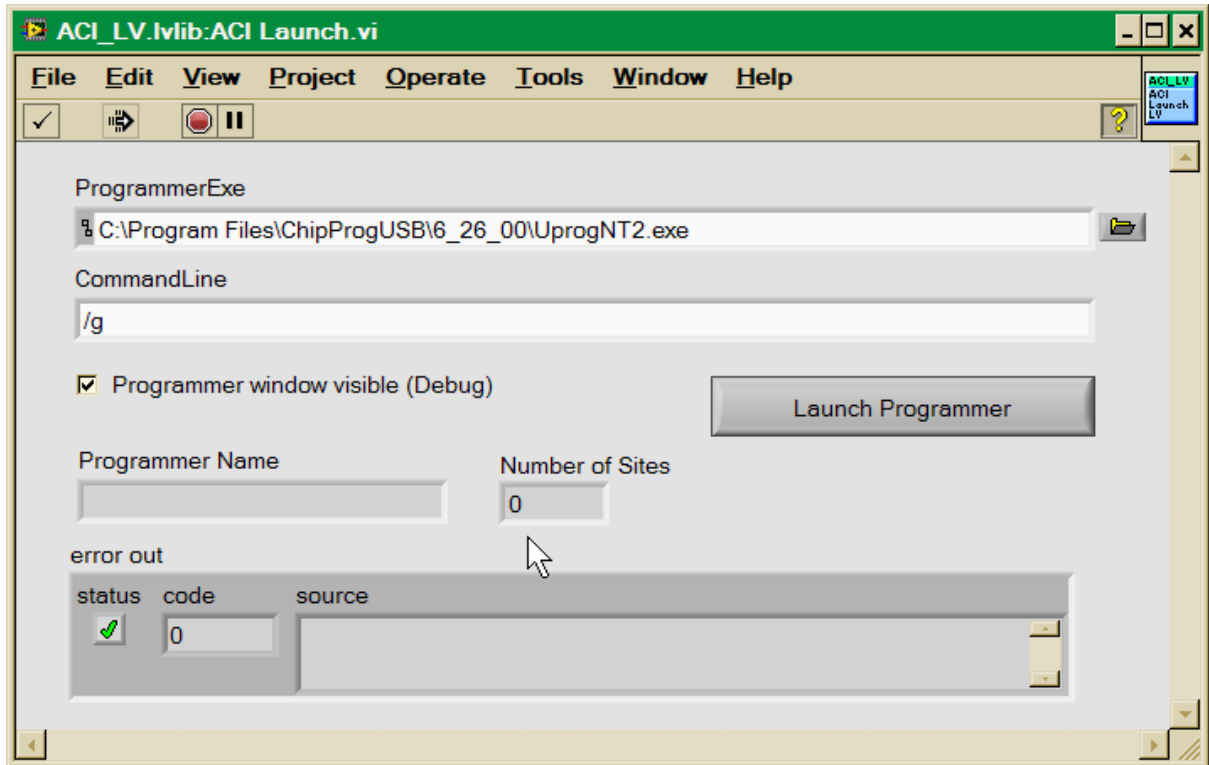 ACI_LV.lvlib:ACI Launch.vi
File Edit View Project Operate Tools Window Help
ACI_LV
ACI
Launch
LV
ProgrammerExe
C:\Program Files\ChipProgUSB\6_26_00\UprogNT2.exe
CommandLine
/g
Programmer window visible (Debug)
Launch Programmer
Programmer Name
Number of Sites
0
error out
status code source
0